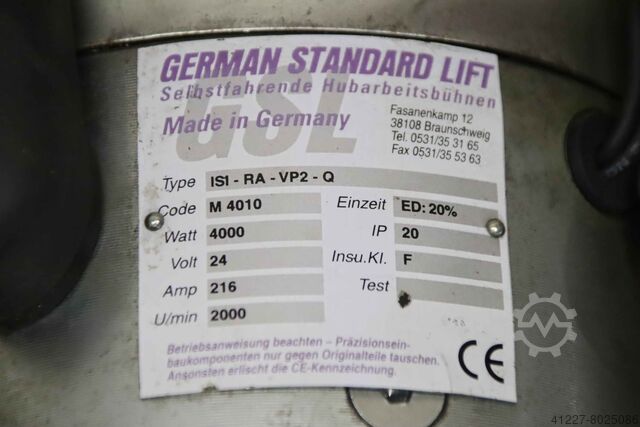 GERMAN STANDARD LIFT
Selbstfahrende Hubarbeitsbühnen
GSL
Made in Germany
Fasanenkamp 12
38108 Braunschweig
Tel. 0531/35 31 65
Fax 0531/35 53 63
Type ISI - RA - VP2 - Q
Code M 4010 Einzeit ED: 20%
Watt 4000 IP 20
Volt 24 Insu.Kl. F
Amp 216 Test
U/min 2000
Betriebsanweisung beachten - Präzisionsein-
baukomponenten nur gegen Originalteile tauschen.
Ansonsten erlischt die CE-Kennzeichnung.
CE
41227-8025086